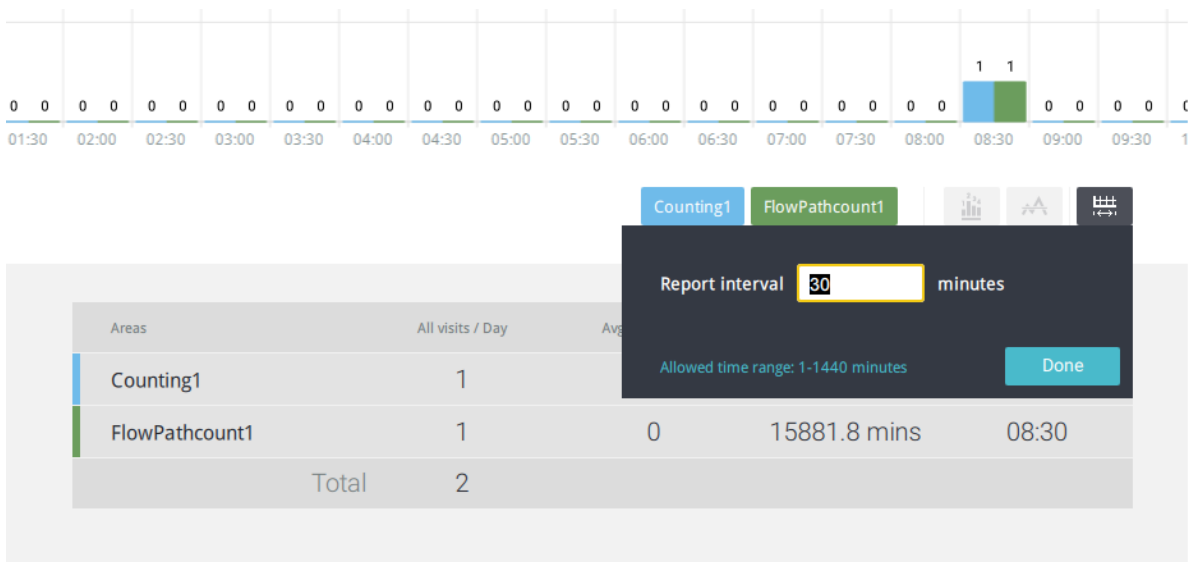 1 1
0 0 0 0 0 0 0 0 0 0 0 0 0 0 0 0 0 0 0 0 0 0 0 0 0 0 0 0 0 0 0 0
01:30 02:00 02:30 03:00 03:30 04:00 04:30 05:00 05:30 06:00 06:30 07:00 07:30 08:00 08:30 09:00 09:30
Counting1 FlowPathcount1
Report interval 30 minutes
Areas All visits / Day
Allowed time range: 1-1440 minutes Done
Counting1 1
FlowPathcount1 1 0 15881.8 mins 08:30
Total 2